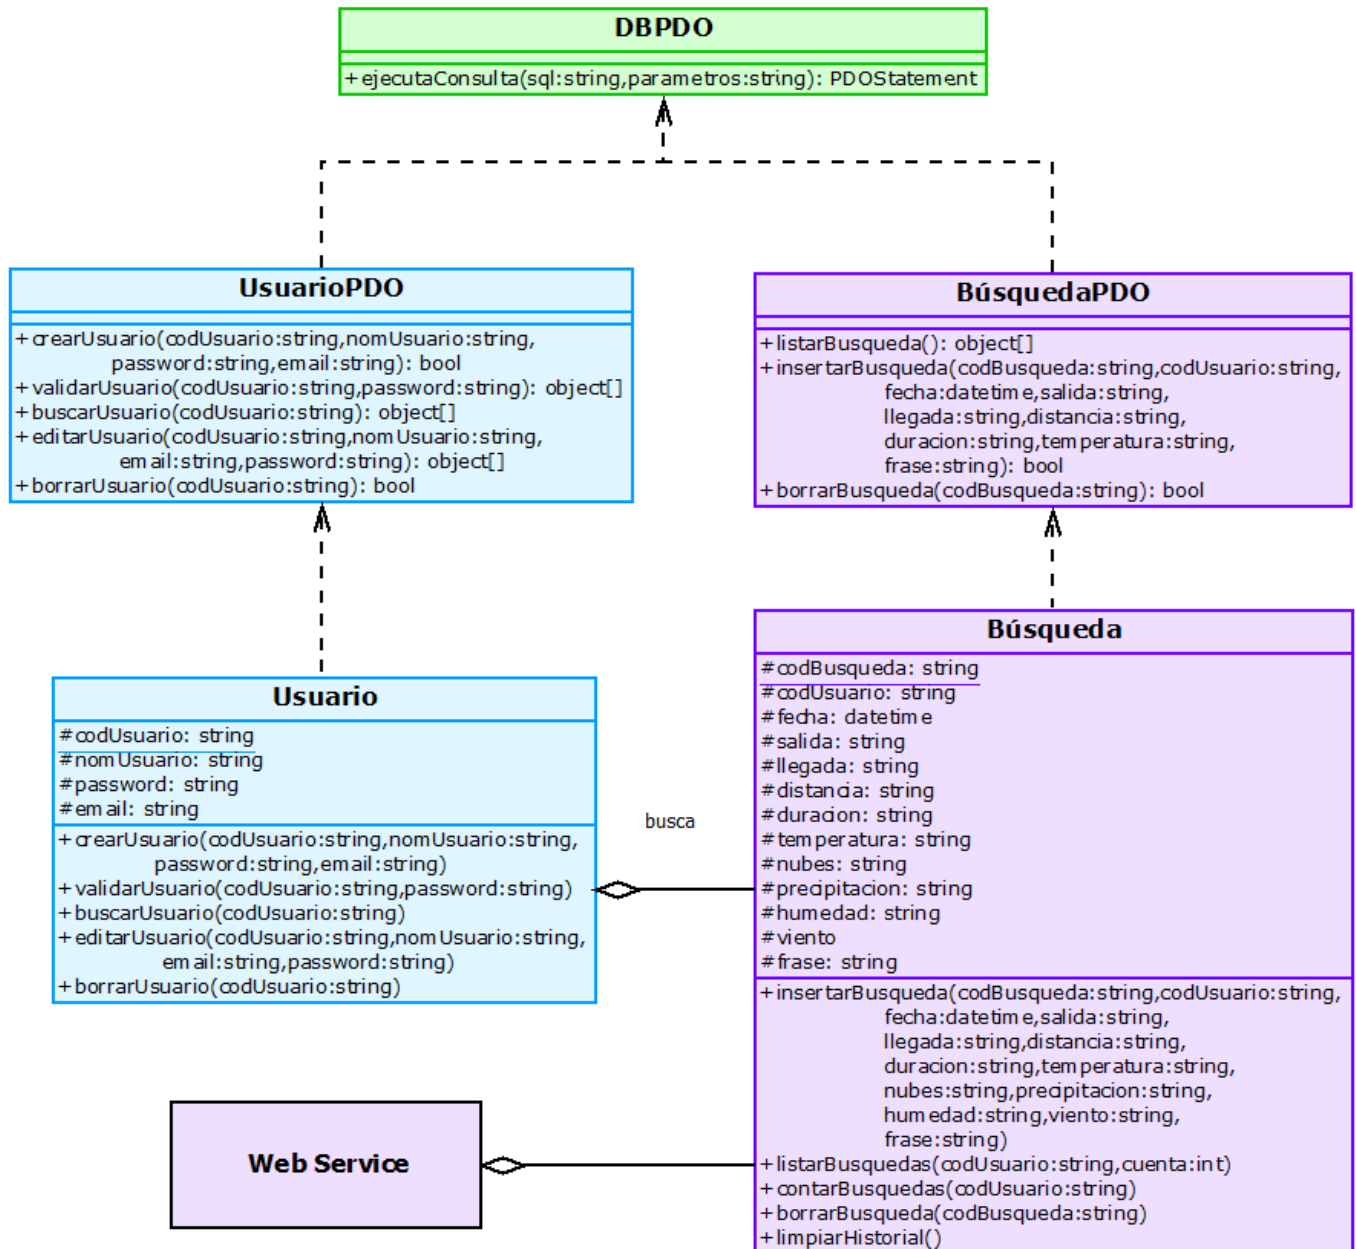 DBPDO
+ejecutaConsulta(sql:string,parametros:string): PDOStatement
UsuarioPDO
+crearUsuario(codUsuario:string,nomUsuario:string,
password:string,email:string): bool
+validarUsuario(codUsuario:string,password:string): object[]
+buscarUsuario(codUsuario:string): object[]
+editarUsuario(codUsuario:string,nomUsuario:string,
email:string,password:string): object[]
+borrarUsuario(codUsuario:string): bool
BúsquedaPDO
+listarBusqueda(): object[]
+insertarBusqueda(codBusqueda:string,codUsuario:string,
fecha:datetime,salida:string,
llegada:string,distancia:string,
duracion:string,temperatura:string,
frase:string): bool
+borrarBusqueda(codBusqueda:string): bool
Usuario
#codUsuario: string
#nomUsuario: string
#password: string
#email: string
+crearUsuario(codUsuario:string,nomUsuario:string,
password:string,email:string)
+validarUsuario(codUsuario:string,password:string)
+buscarUsuario(codUsuario:string)
+editarUsuario(codUsuario:string,nomUsuario:string,
email:string,password:string)
+borrarUsuario(codUsuario:string)
busca
Búsqueda
#codBusqueda: string
#codUsuario: string
#fecha: datetime
#salida: string
#llegada: string
#distancia: string
#duracion: string
#temperatura: string
#nubes: string
#precipitacion: string
#humedad: string
#viento
#frase: string
+insertarBusqueda(codBusqueda:string,codUsuario:string,
fecha:datetime,salida:string,
llegada:string,distancia:string,
duracion:string,temperatura:string,
nubes:string,precipitacion:string,
humedad:string,viento:string,
frase:string)
+listarBusquedas(codUsuario:string,cuenta:int)
+contarBusquedas(codUsuario:string)
+borrarBusqueda(codBusqueda:string)
+limpiarHistorial()
Web Service